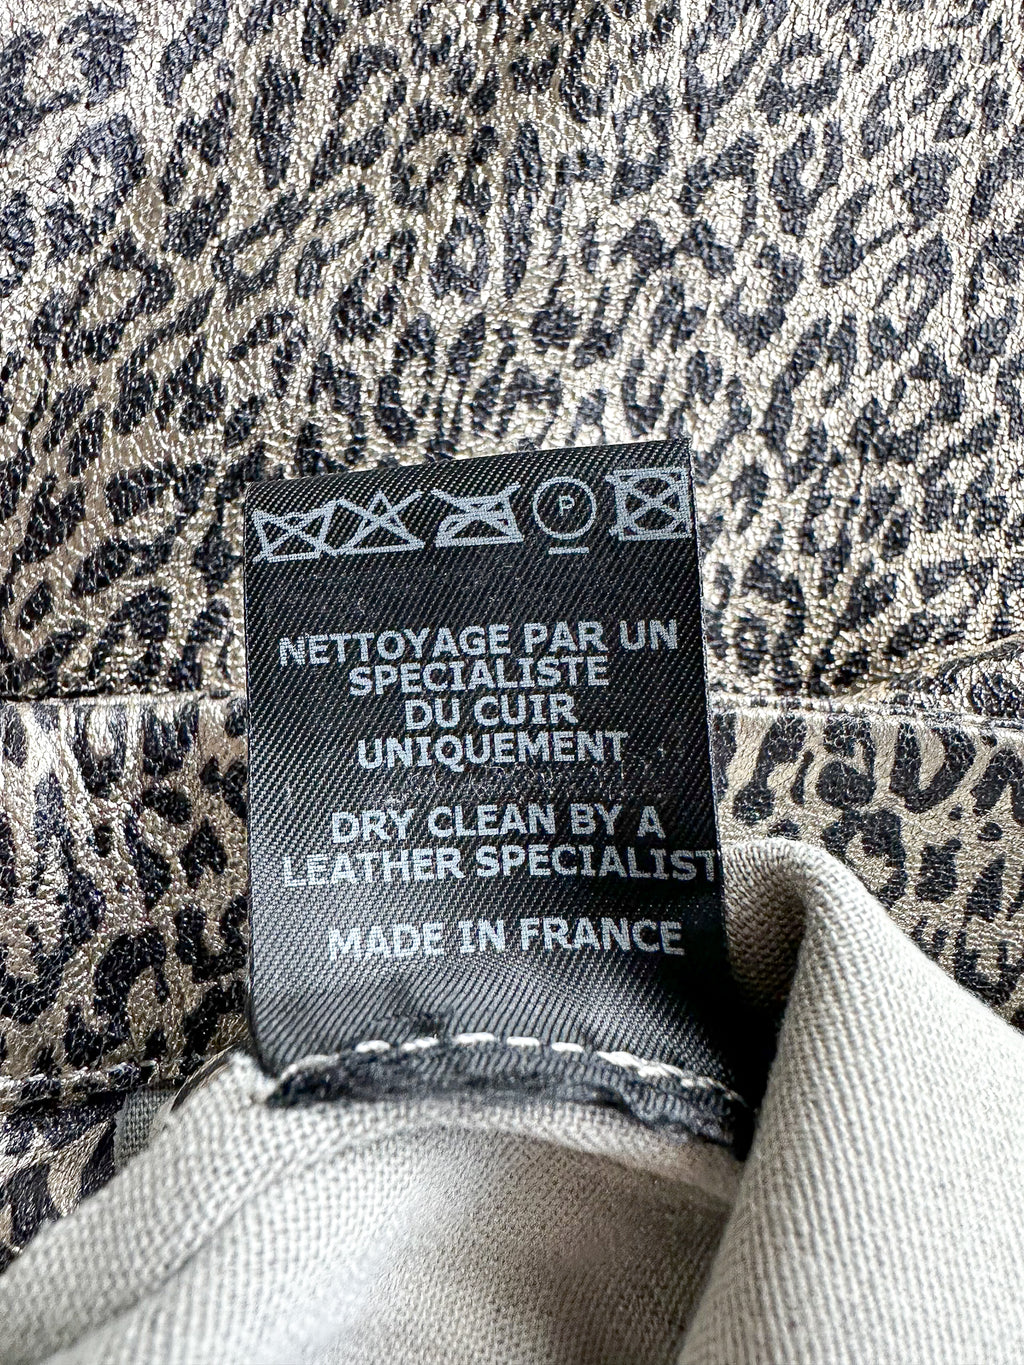 P
NETTOYAGE PAR UN
SPECIALISTE
DU CUIR
UNIQUEMENT
DRY CLEAN BY A
LEATHER SPECIALIST
MADE IN FRANCE